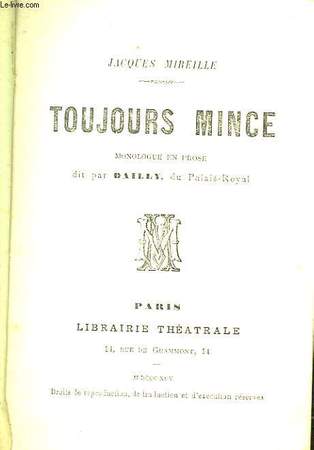 Le-livre.com
JACQUES MIREILLE
TOUJOURS MINCE
MONOLOGUE EN PROSE
dit par DAILLY, du Palais-Royal
PARIS
LIBRAIRIE THÉATRALE
14, RUE DE GRAMMONT, 14
Droits de reproduction, de traduction et d'exécution réservés